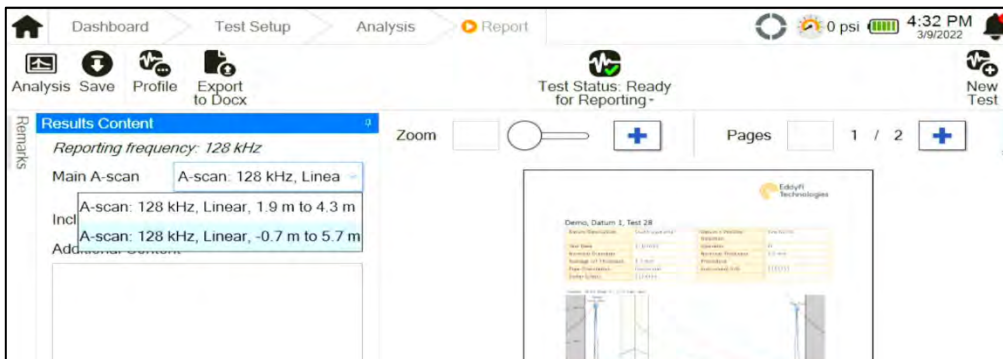 Dashboard
Test Setup
Analysis
Report
0 psi
4:32 PM
3/9/2022
Analysis
Save
Profile
Export
to Docx
Test Status: Ready
for Reporting
New
Test
Remarks
Results Content
Reporting frequency: 128 kHz
Main A-scan
A-scan: 128 kHz, Linea
A-scan: 128 kHz, Linear, 1.9 m to 4.3 m
Incl
A-scan: 128 kHz, Linear, -0.7 m to 5.7 m
Additional Content
Zoom
Pages
1 / 2
Eddyfi
Technologies
Demo, Datum 1, Test 28